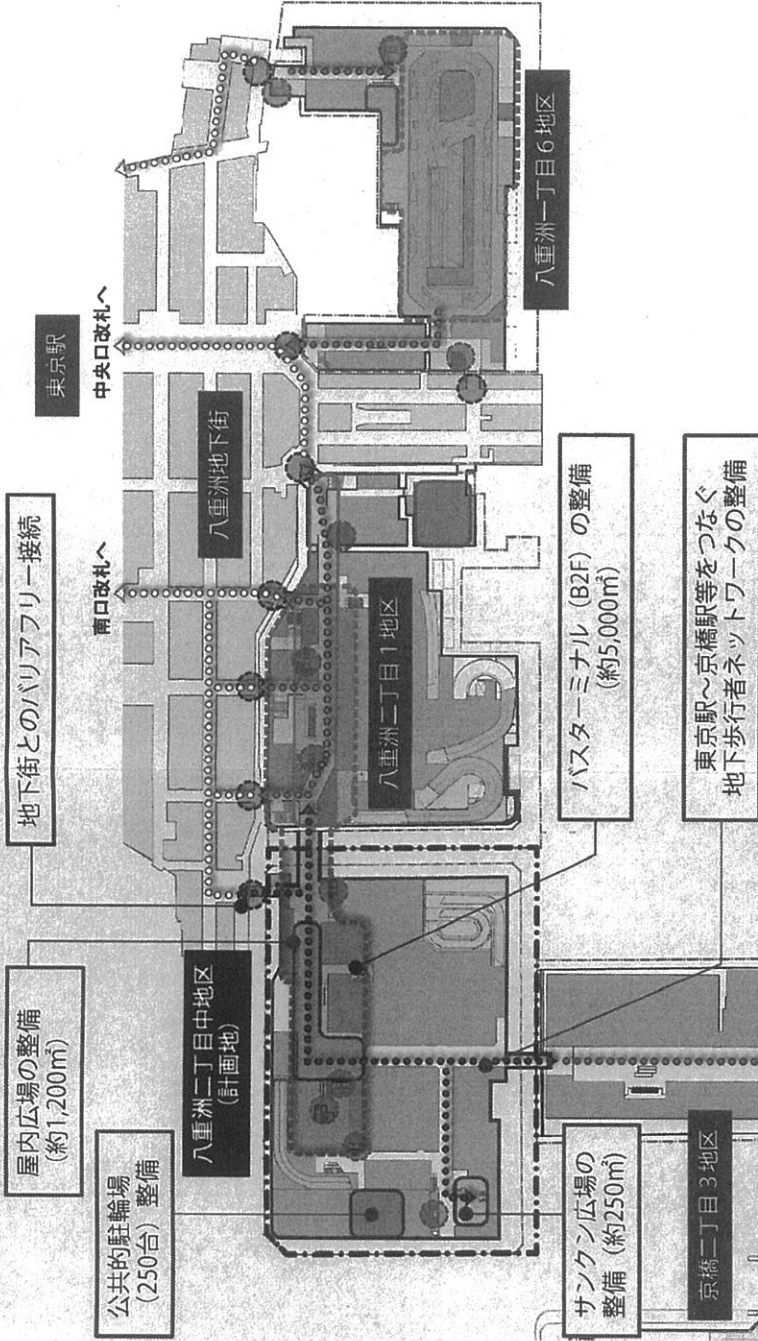 東京駅
中央口改札へ
南口改札へ
地下街とのバリアフリー接続
屋内広場の整備
(約1,200㎡)
公共的駐輪場
(250台) 整備
八重洲地下街
八重洲二丁目中地区
(計画地)
八重洲二丁目1地区
八重洲一丁目6地区
バスターミナル (B2F) の整備
(約5,000㎡)
サンクン広場の
整備 (約250㎡)
東京駅~京橋駅等をつなぐ
地下歩行者ネットワークの整備
京橋二丁目3地区